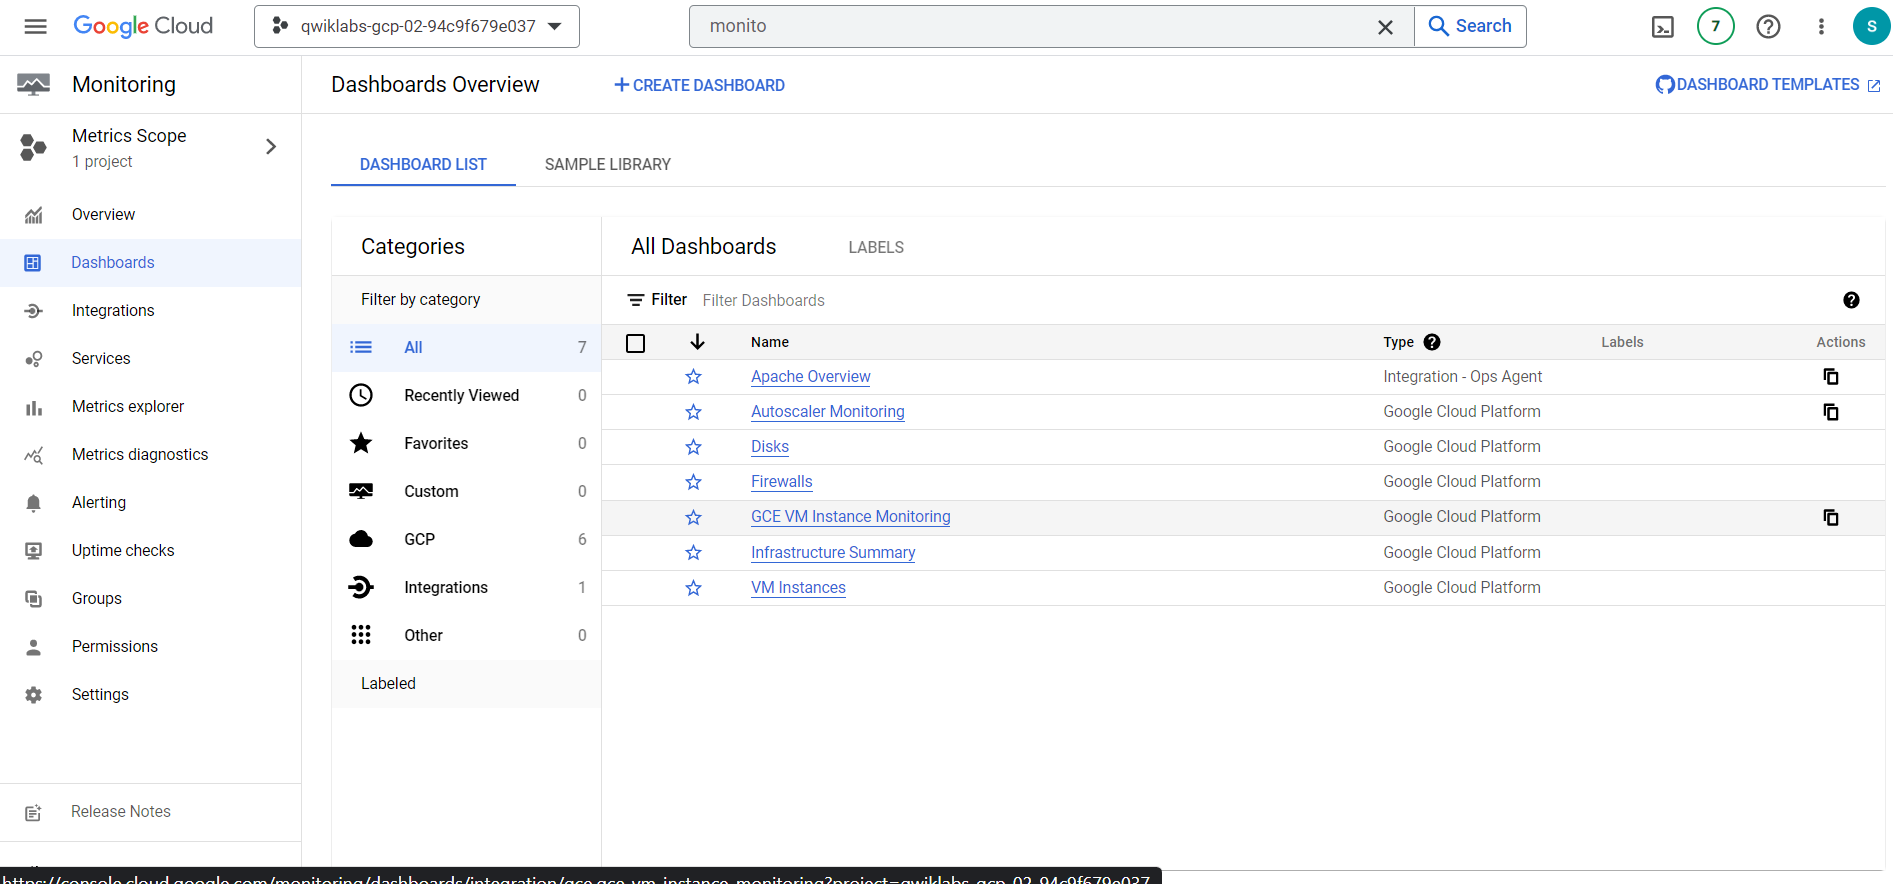 Google Cloud
qwiklabs-gcp-02-94c9f679e037
monito
Search
7
S
Monitoring
Dashboards Overview
CREATE DASHBOARD
DASHBOARD TEMPLATES
Metrics Scope
1 project
Overview
Dashboards
Integrations
Services
Metrics explorer
Metrics diagnostics
Alerting
Uptime checks
Groups
Permissions
Settings
Release Notes
DASHBOARD LIST
SAMPLE LIBRARY
Categories
Filter by category
All 7
Recently Viewed 0
Favorites 0
Custom 0
GCP 6
Integrations 1
Other 0
Labeled
All Dashboards
LABELS
Filter Filter Dashboards
Name Type Labels Actions
Apache Overview Integration - Ops Agent
Autoscaler Monitoring Google Cloud Platform
Disks Google Cloud Platform
Firewalls Google Cloud Platform
GCE VM Instance Monitoring Google Cloud Platform
Infrastructure Summary Google Cloud Platform
VM Instances Google Cloud Platform
https://console.cloud.google.com/monitoring/dashboards/integration/gce.gce-vm-instance-monitoring?project=qwiklabs-gcp-02-94c9f679e037